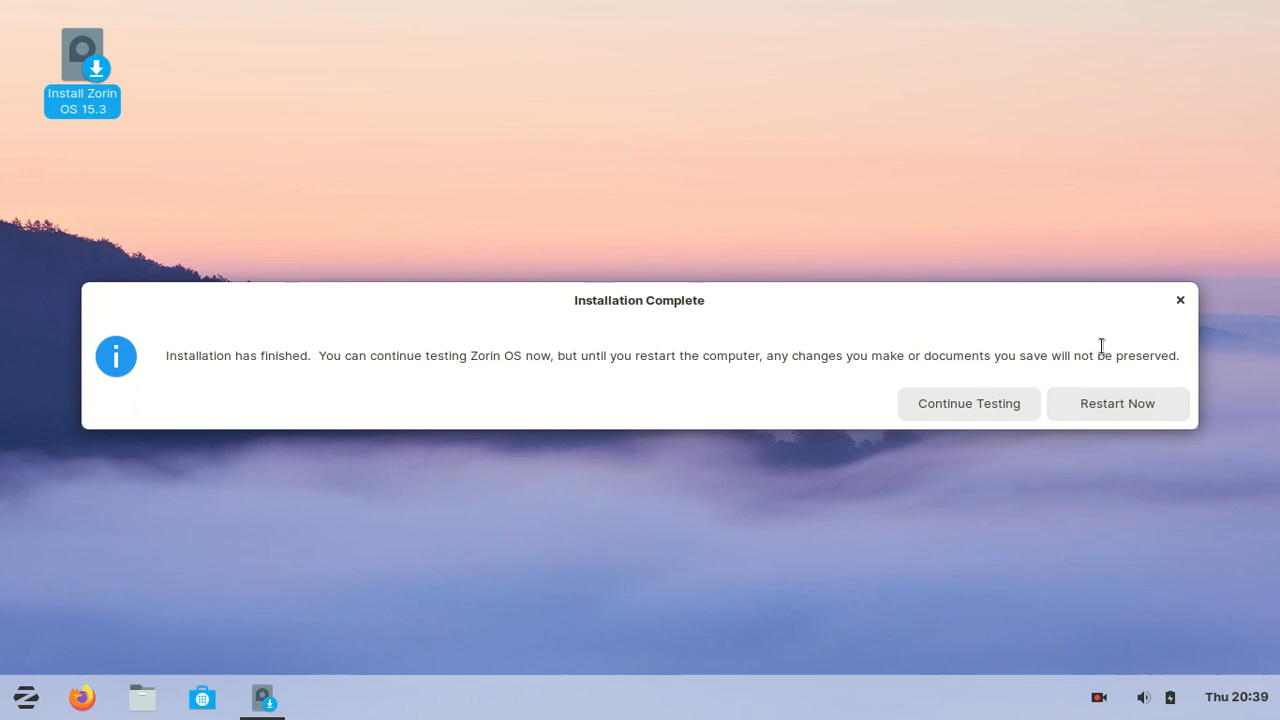 Install Zorin
OS 15.3
Installation Complete
Installation has finished.  You can continue testing Zorin OS now, but until you restart the computer, any changes you make or documents you save will not be preserved.
Continue Testing
Restart Now
Thu 20:39